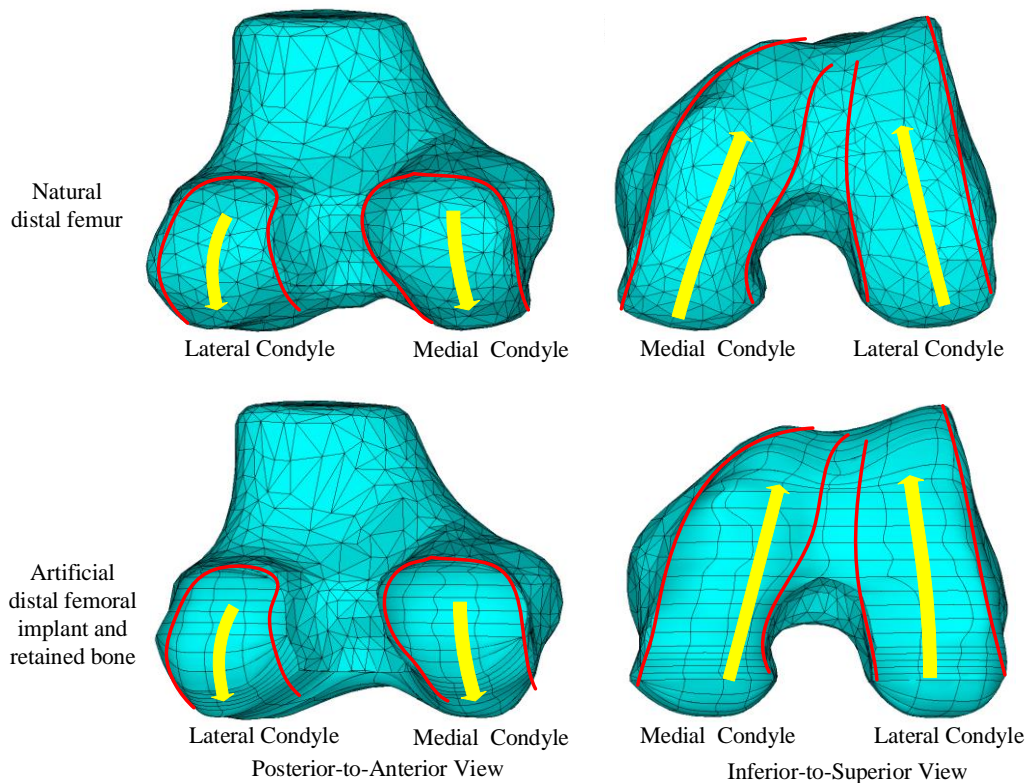 Natural
distal femur
Lateral Condyle
Medial Condyle
Medial Condyle
Lateral Condyle
Artificial
distal femoral
implant and
retained bone
Lateral Condyle
Medial Condyle
Medial Condyle
Lateral Condyle
Posterior-to-Anterior View
Inferior-to-Superior View